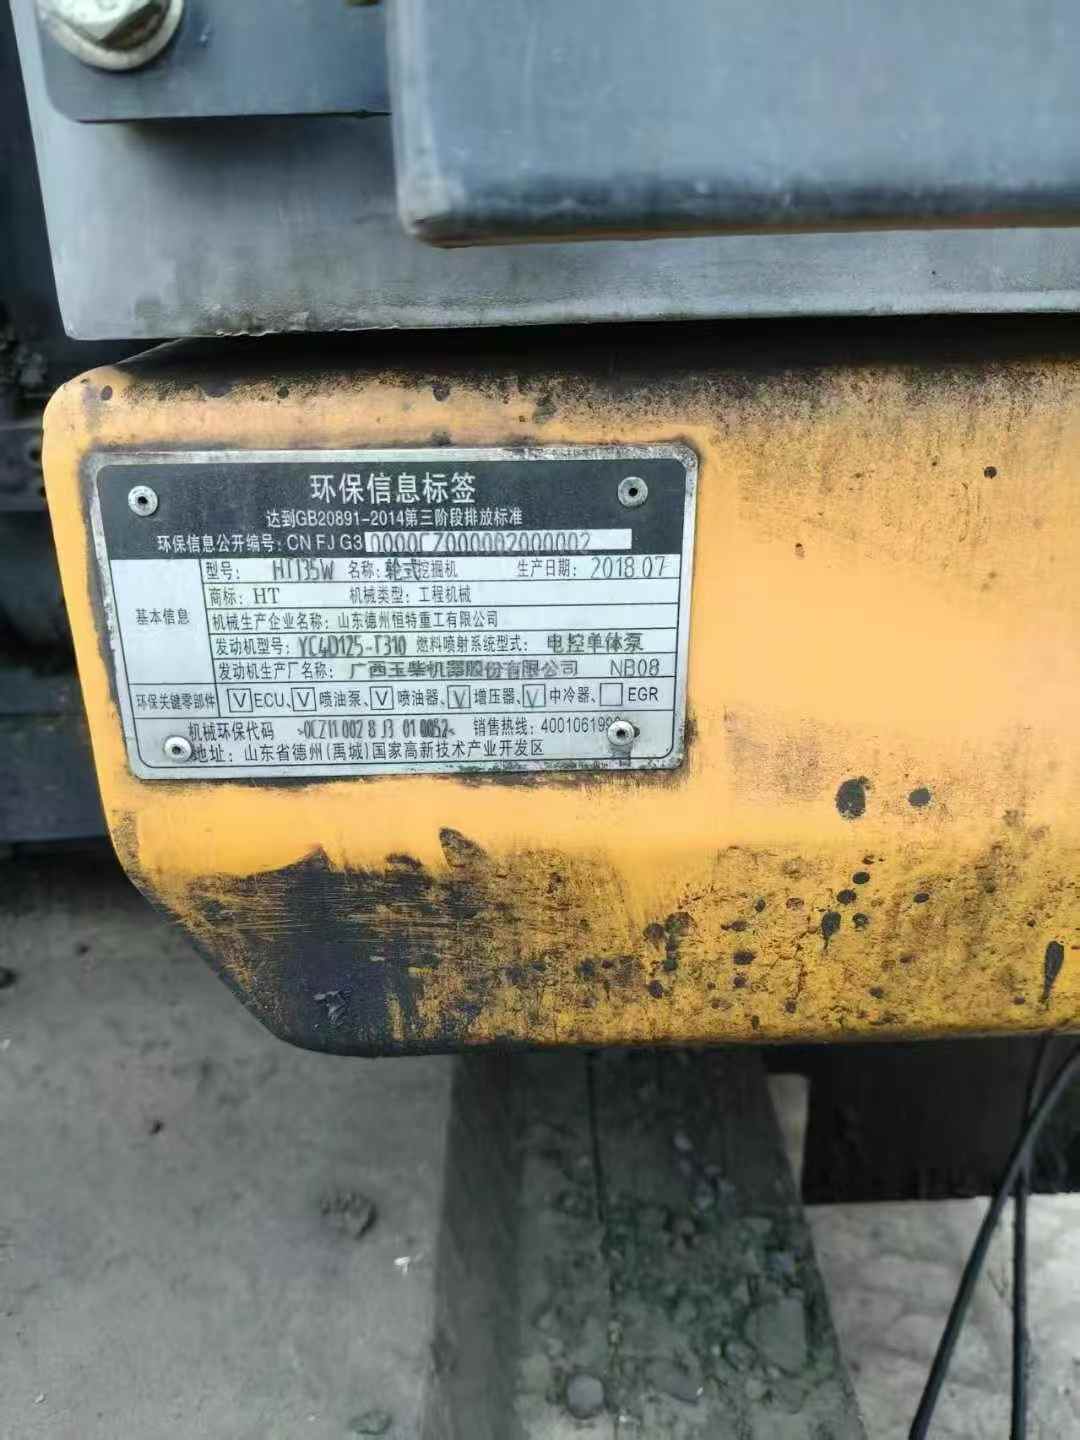 环保信息标签
达到GB20891-2014第三阶段排放标准
环保信息公开编号: CN FJ G3 00000CZ000002000002
型号: HT135W 名称: 轮式挖掘机 生产日期: 2018.07
商标: HT 机械类型: 工程机械
基本信息
机械生产企业名称: 山东德州恒特重工有限公司
发动机型号: YC4D125-T310 燃料喷射系统型式: 电控单体泵
发动机生产厂名称: 广西玉柴机器股份有限公司 NB08
环保关键零部件 V ECU、 V 喷油泵、 V 喷油器、 V 增压器、 V 中冷器、 EGR
机械环保代码 销售热线: 400106199
地址: 山东省德州(禹城)国家高新技术产业开发区